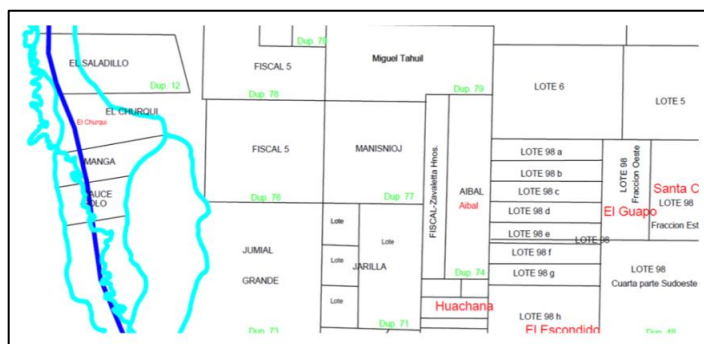 Dup. 79
EL SALADILLO
Dup. 12
FISCAL 5
Dup. 78
Miguel Tahuil
Dup. 79
LOTE 6
LOTE 5
EL CHURQUI
El Churqui
MANGA
AUCE
OLO
FISCAL 5
Dup. 76
MANISNIOJ
Dup. 77
FISCAL-Zavaletta Hnos.
AIBAL
Aibal
Dup. 74
LOTE 98 a
LOTE 98 b
LOTE 98 c
LOTE 98 d
LOTE 98 e
LOTE 98
LOTE 98 f
LOTE 98 g
LOTE 98 h
LOTE 98
Fraccion Oeste
El Guapo
Santa C
LOTE 98
Fraccion Est
LOTE 98
Cuarta parte Sudoeste
JUMIAL
GRANDE
Dup. 73
Lote
Lote
Lote
Lote
JARILLA
Dup. 71
Huachana
El Escondido
Dup. 48